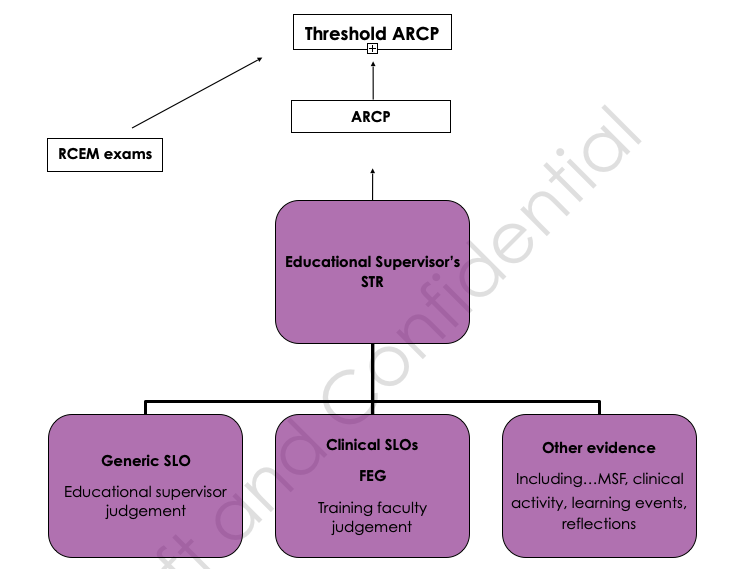 Threshold ARCP
ARCP
RCEM exams
Educational Supervisor's
STR
Generic SLO
Educational supervisor
judgement
Clinical SLOs
FEG
Training faculty
judgement
Other evidence
Including…MSF, clinical
activity, learning events,
reflections
ft and Confidential